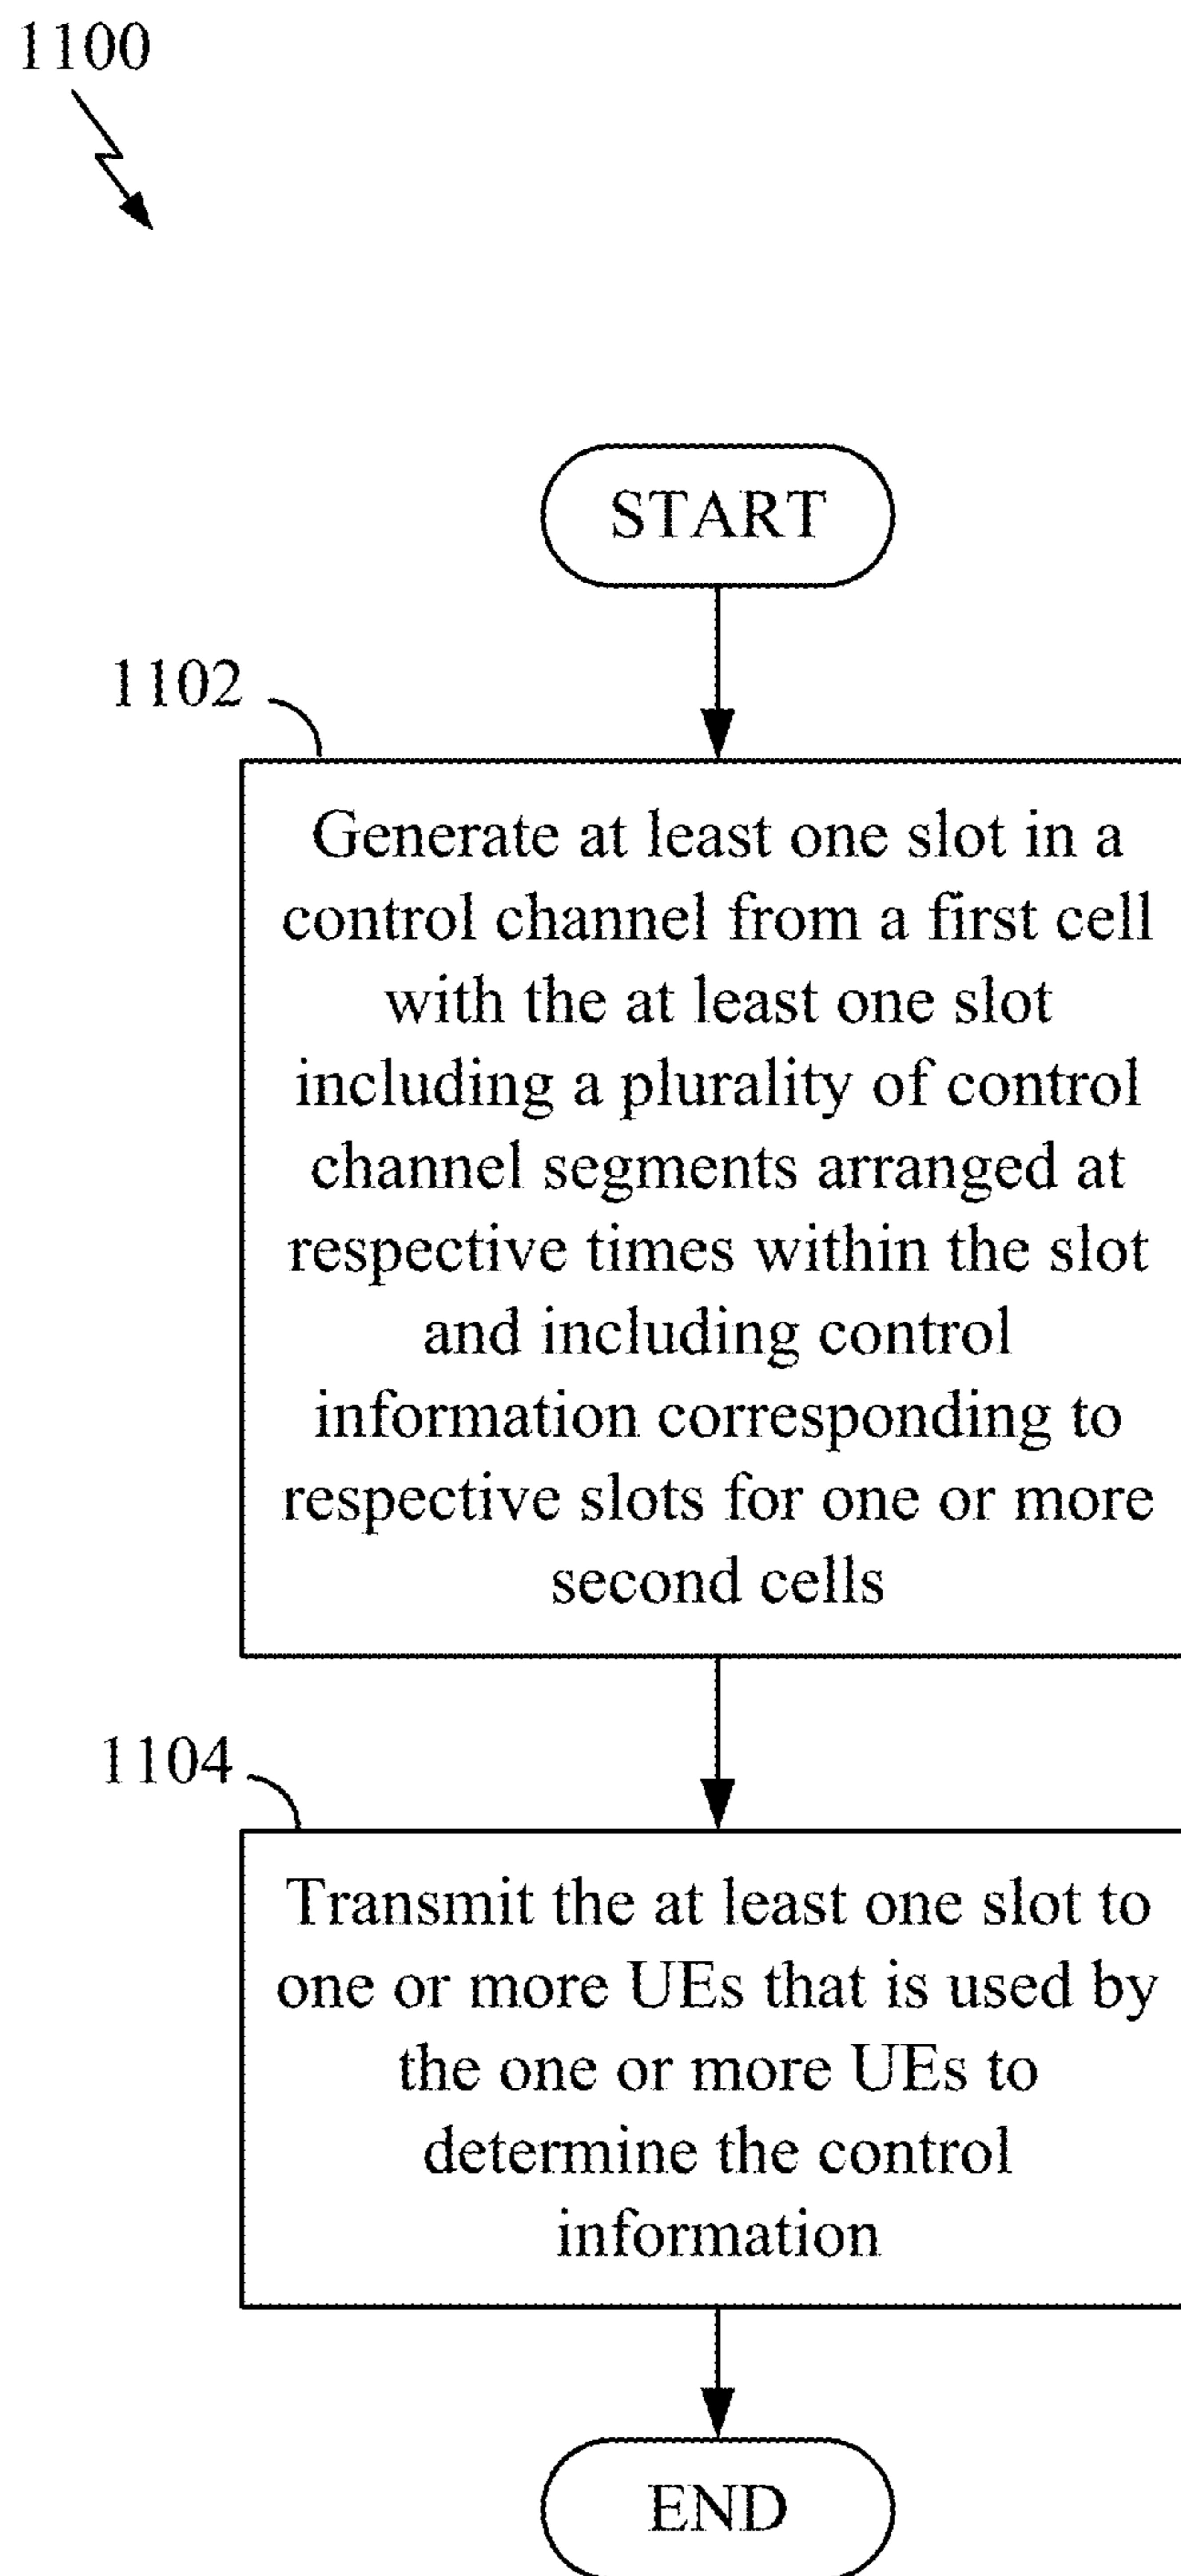 1100
START
1102
Generate at least one slot in a
control channel from a first cell
with the at least one slot
including a plurality of control
channel segments arranged at
respective times within the slot
and including control
information corresponding to
respective slots for one or more
second cells
1104
Transmit the at least one slot to
one or more UEs that is used by
the one or more UEs to
determine the control
information
END